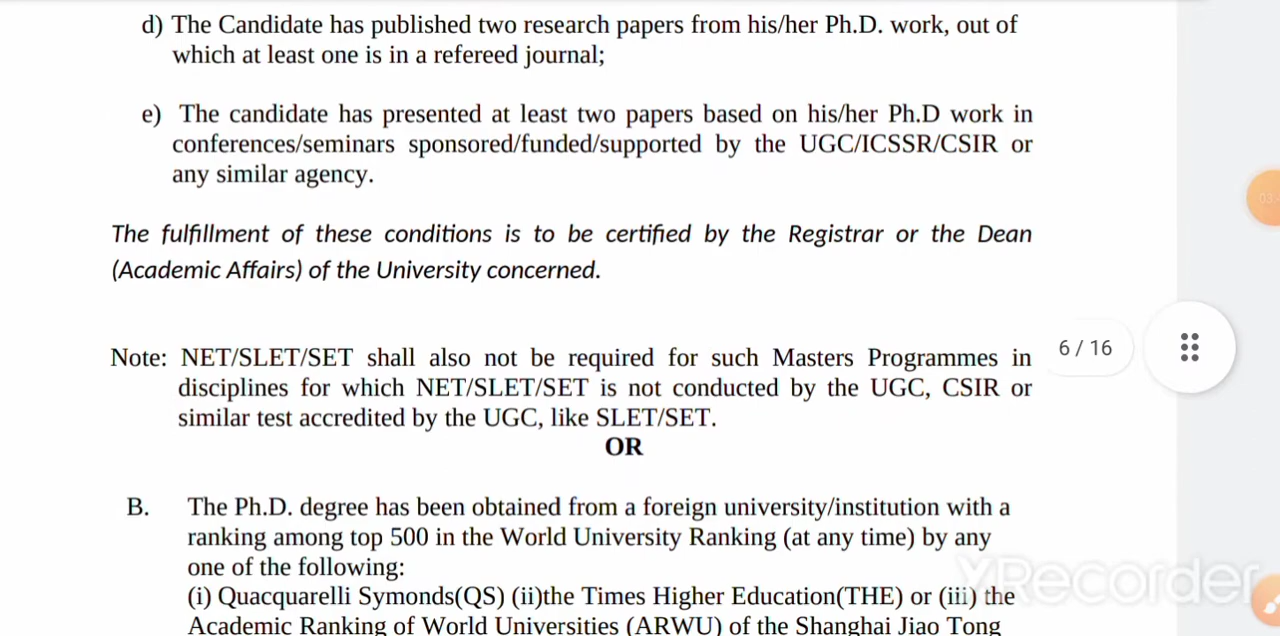 d) The Candidate has published two research papers from his/her Ph.D. work, out of
which at least one is in a refereed journal;
e) The candidate has presented at least two papers based on his/her Ph.D work in
conferences/seminars sponsored/funded/supported by the UGC/ICSSR/CSIR or
any similar agency.
The fulfillment of these conditions is to be certified by the Registrar or the Dean
(Academic Affairs) of the University concerned.
Note: NET/SLET/SET shall also not be required for such Masters Programmes in
disciplines for which NET/SLET/SET is not conducted by the UGC, CSIR or
similar test accredited by the UGC, like SLET/SET.
OR
B. The Ph.D. degree has been obtained from a foreign university/institution with a
ranking among top 500 in the World University Ranking (at any time) by any
one of the following:
(i) Quacquarelli Symonds(QS) (ii)the Times Higher Education(THE) or (iii) the
Academic Ranking of World Universities (ARWU) of the Shanghai Jiao Tong
6 / 16
XRecorder